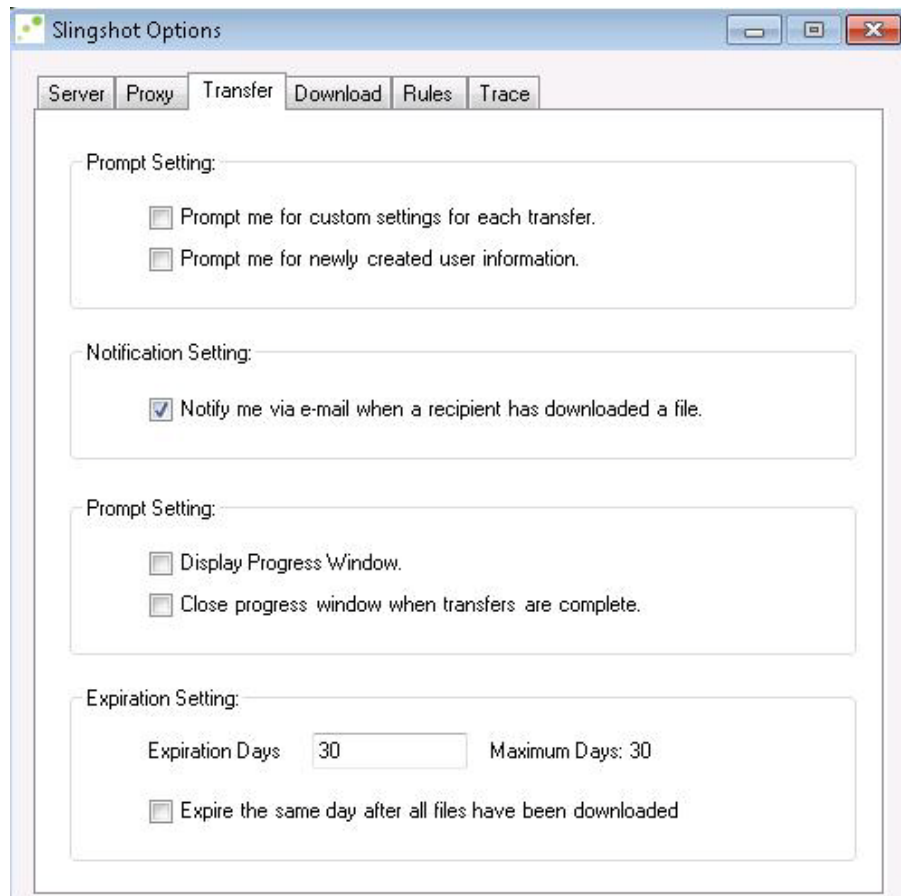 Slingshot Options
Server Proxy Transfer Download Rules Trace
Prompt Setting:
Prompt me for custom settings for each transfer.
Prompt me for newly created user information.
Notification Setting:
Notify me via e-mail when a recipient has downloaded a file.
Prompt Setting:
Display Progress Window.
Close progress window when transfers are complete.
Expiration Setting:
Expiration Days 30 Maximum Days: 30
Expire the same day after all files have been downloaded